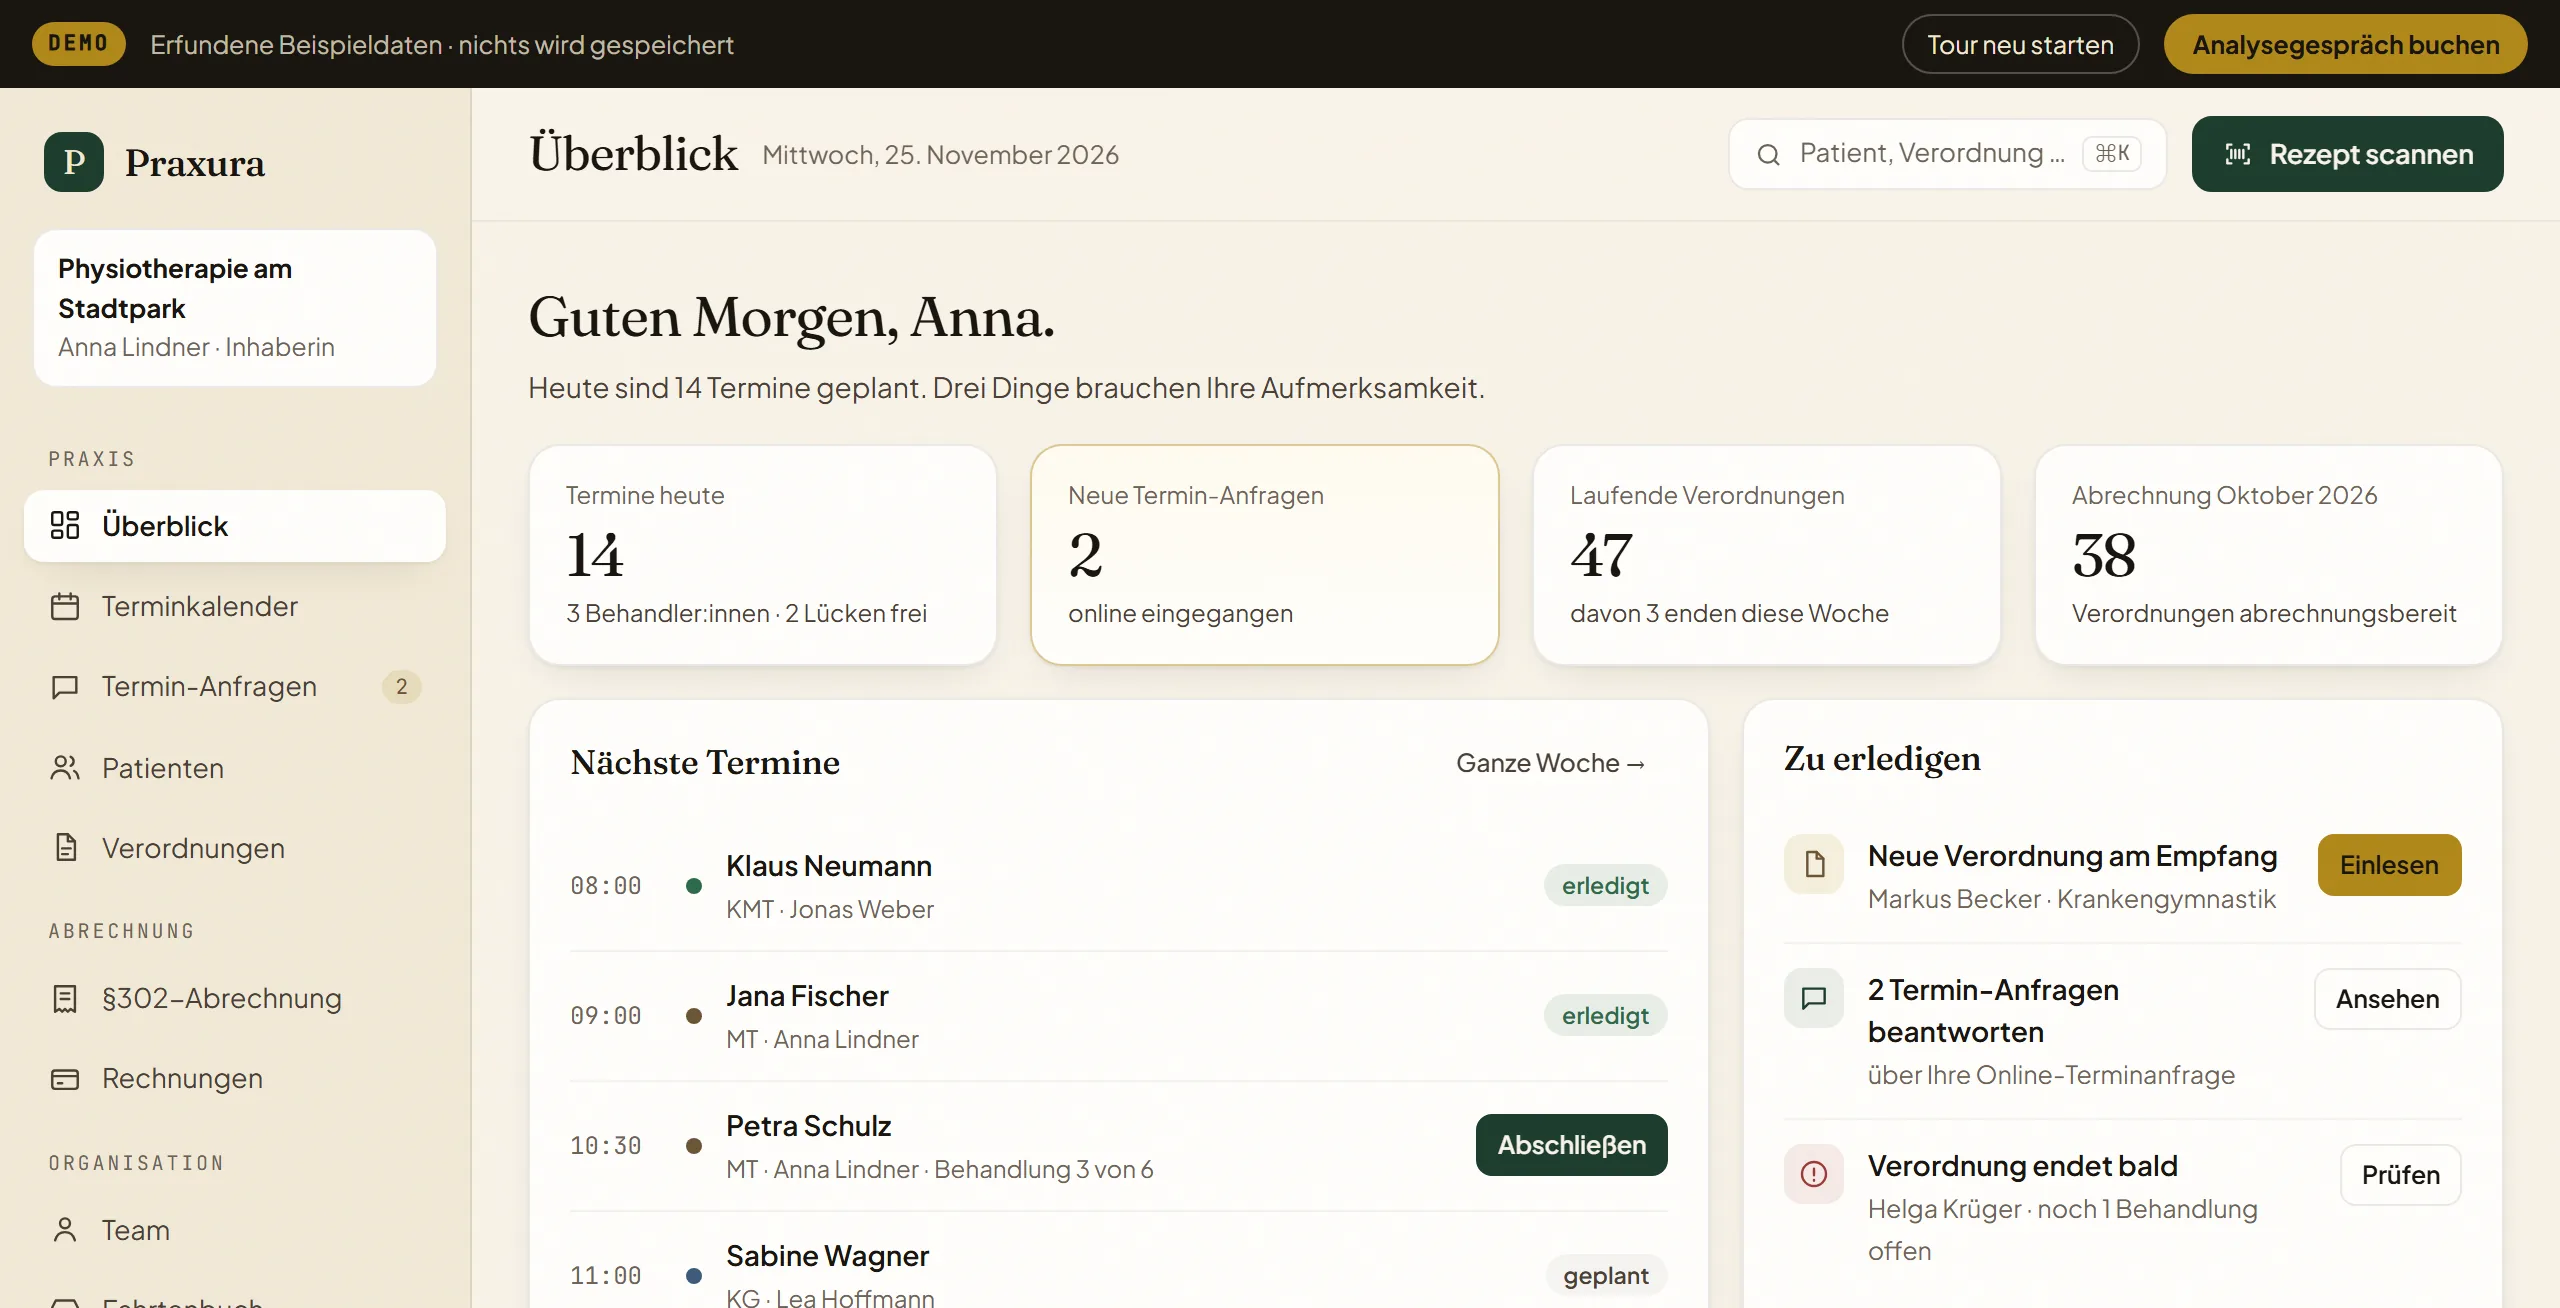 DEMO
Erfundene Beispieldaten · nichts wird gespeichert
Tour neu starten
Analysegespräch buchen
P
Praxura
Physiotherapie am
Stadtpark
Anna Lindner · Inhaberin
PRAXIS
Überblick
Terminkalender
Termin-Anfragen
2
Patienten
Verordnungen
ABRECHNUNG
§302-Abrechnung
Rechnungen
ORGANISATION
Team
Fahrtenbuch
Überblick
Mittwoch, 25. November 2026
Patient, Verordnung …
⌘K
Rezept scannen
Guten Morgen, Anna.
Heute sind 14 Termine geplant. Drei Dinge brauchen Ihre Aufmerksamkeit.
Termine heute
14
3 Behandler:innen · 2 Lücken frei
Neue Termin-Anfragen
2
online eingegangen
Laufende Verordnungen
47
davon 3 enden diese Woche
Abrechnung Oktober 2026
38
Verordnungen abrechnungsbereit
Nächste Termine
Ganze Woche →
08:00
Klaus Neumann
KMT · Jonas Weber
erledigt
09:00
Jana Fischer
MT · Anna Lindner
erledigt
10:30
Petra Schulz
MT · Anna Lindner · Behandlung 3 von 6
Abschließen
11:00
Sabine Wagner
KG · Lea Hoffmann
geplant
Zu erledigen
Neue Verordnung am Empfang
Markus Becker · Krankengymnastik
Einlesen
2 Termin-Anfragen
beantworten
über Ihre Online-Terminanfrage
Ansehen
Verordnung endet bald
Helga Krüger · noch 1 Behandlung
offen
Prüfen